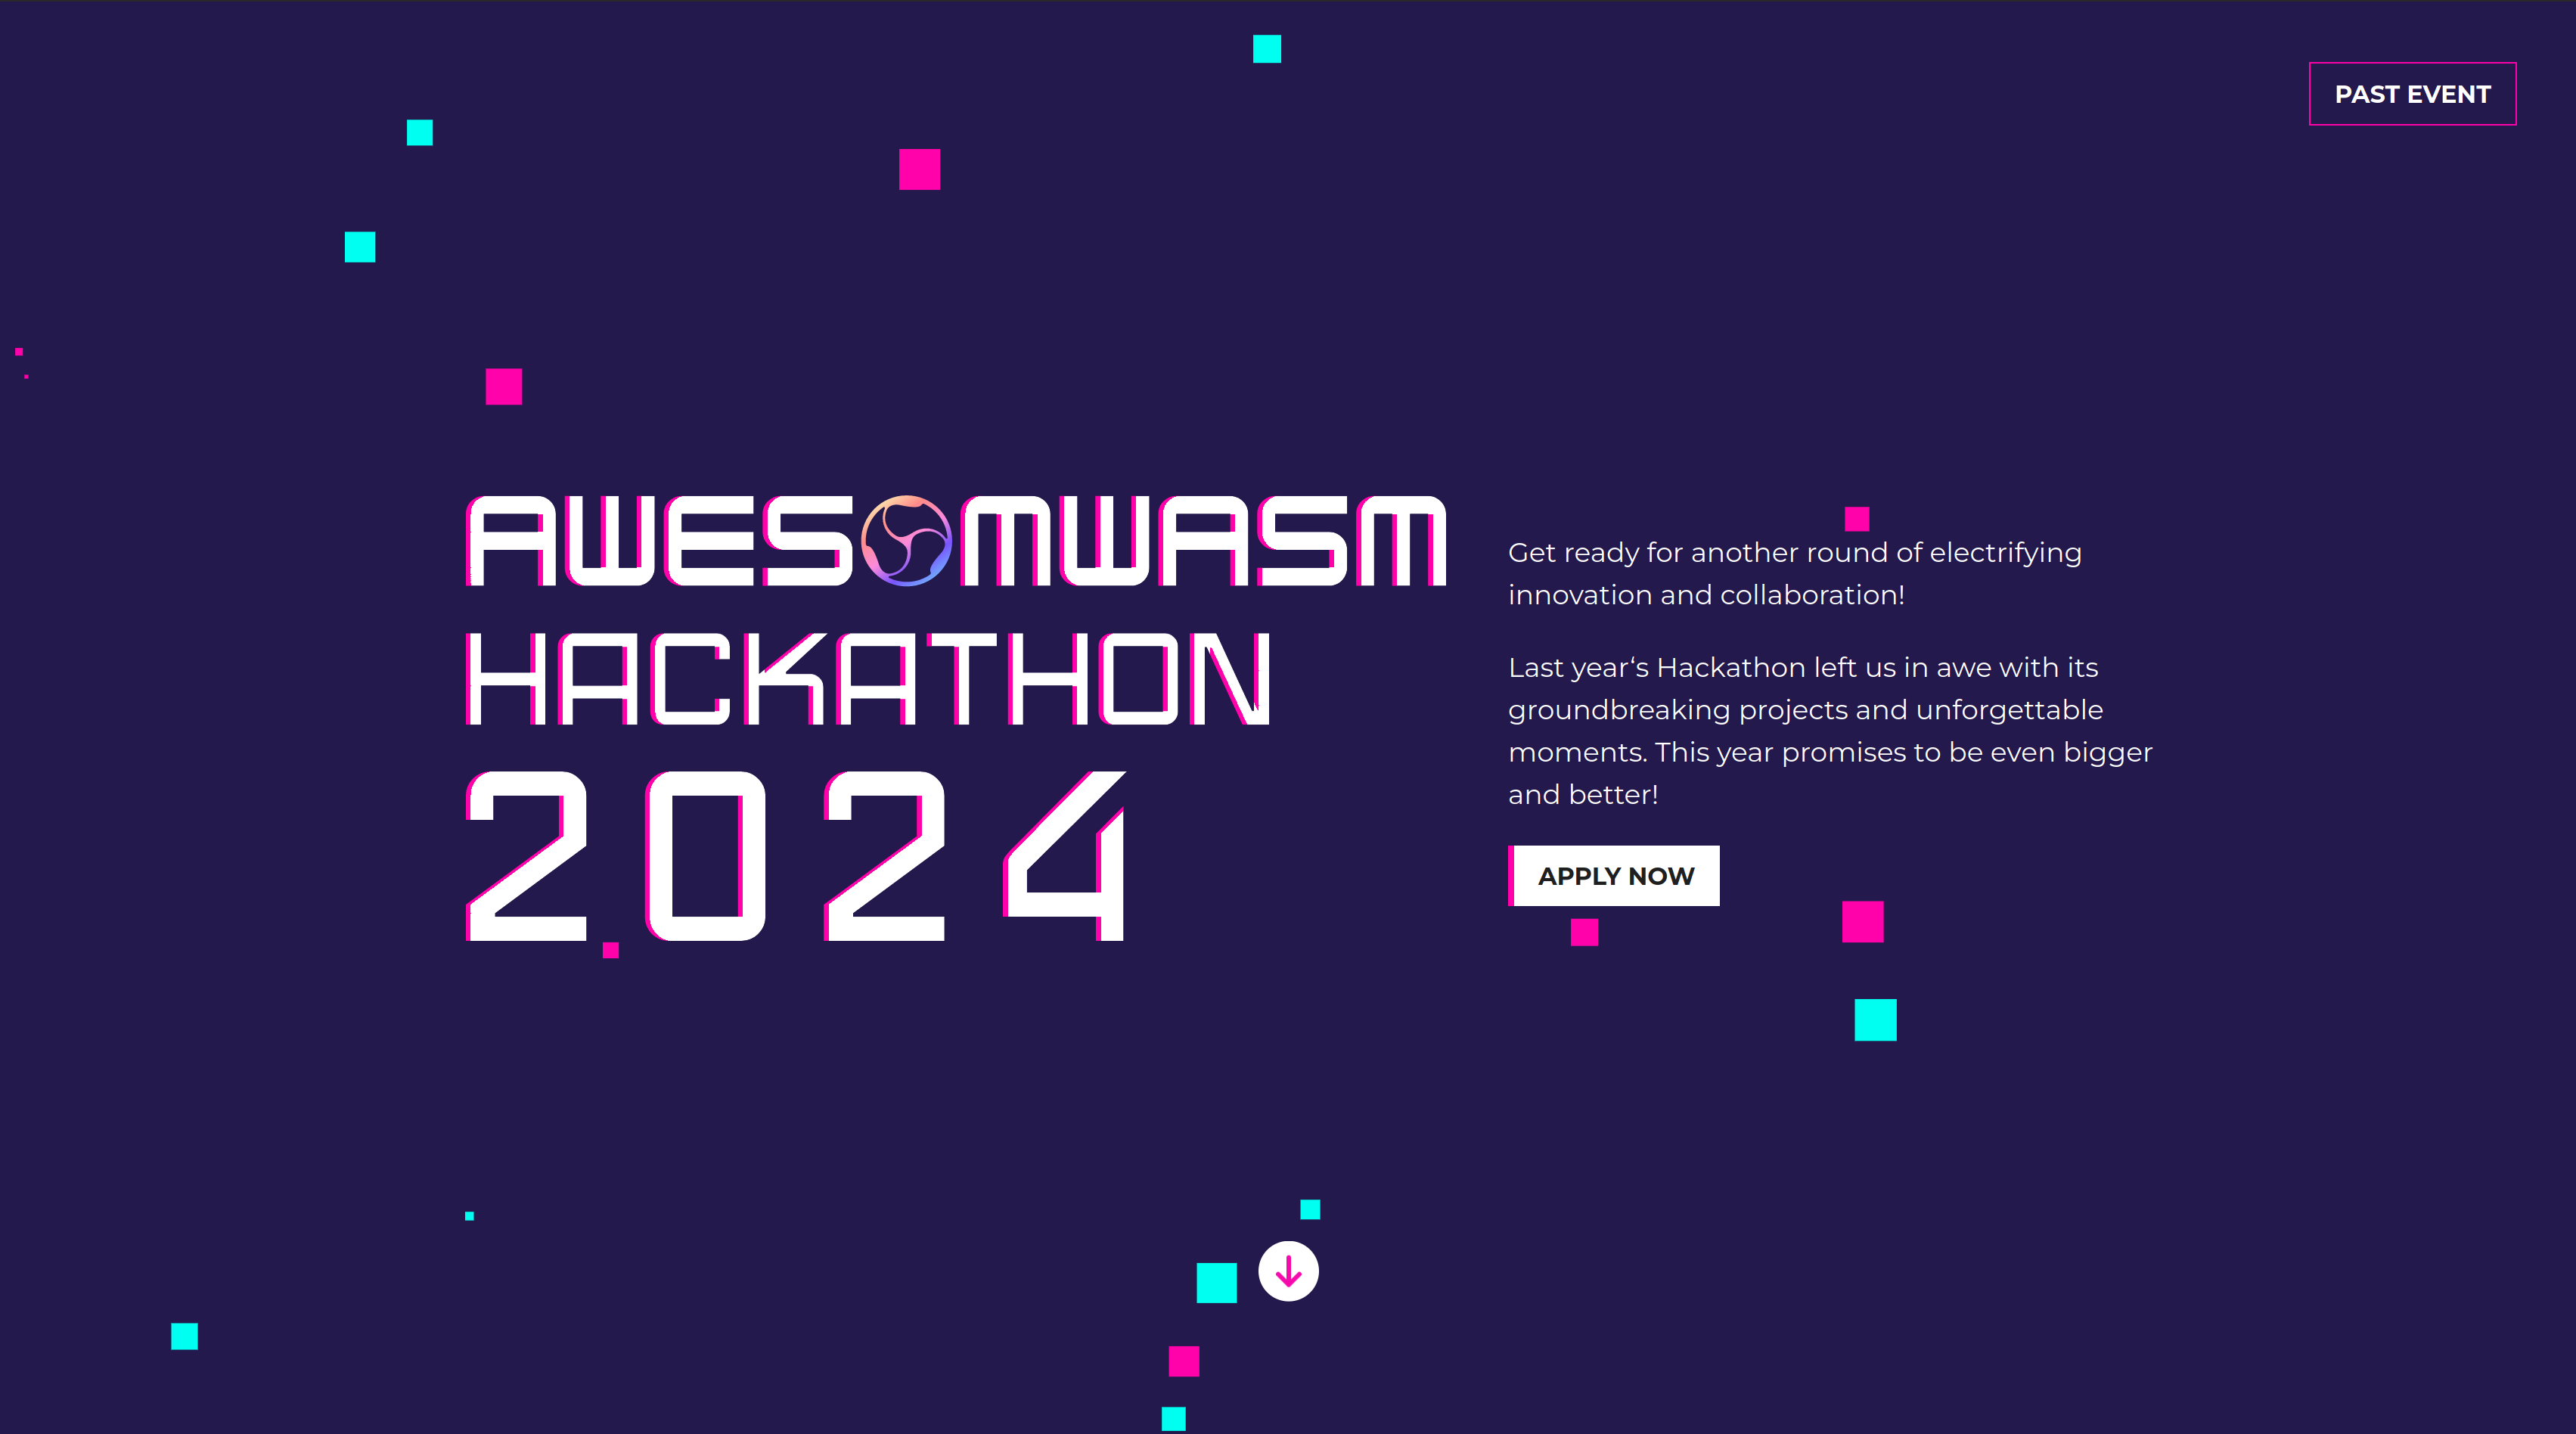 PAST EVENT
AWESOMWASM
HACKATHON
2024
Get ready for another round of electrifying
innovation and collaboration!
Last year‘s Hackathon left us in awe with its
groundbreaking projects and unforgettable
moments. This year promises to be even bigger
and better!
APPLY NOW